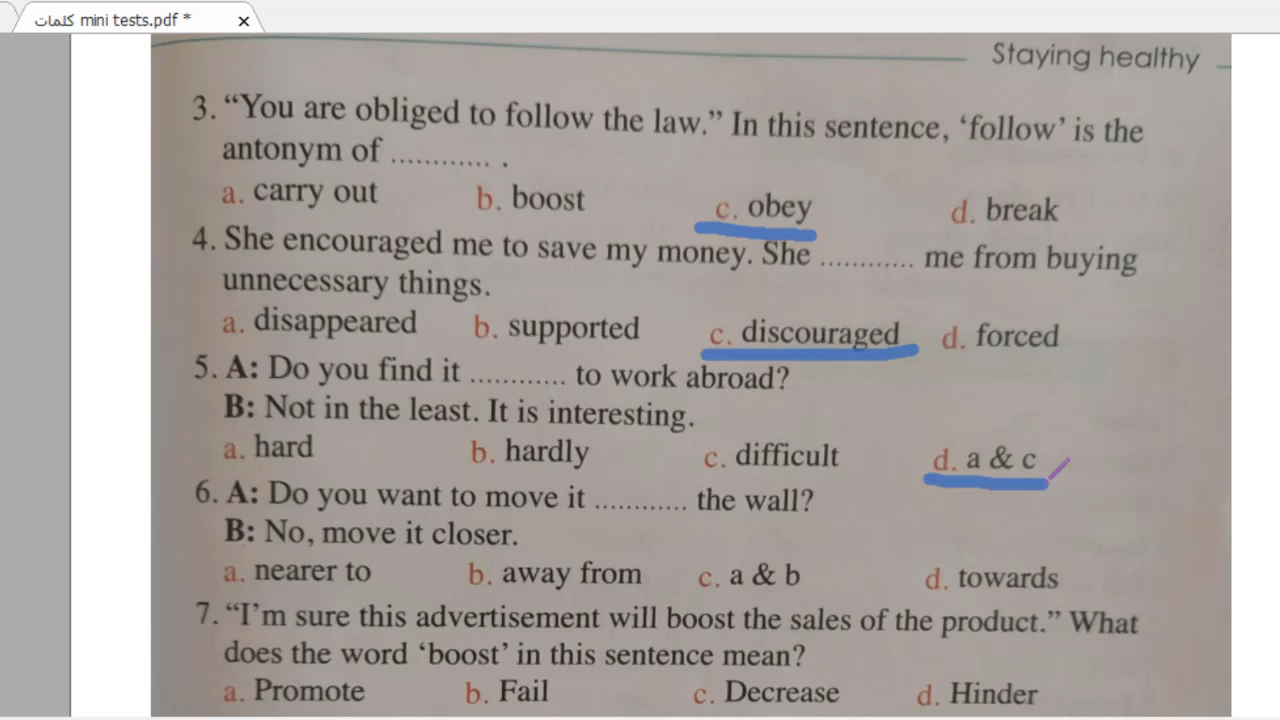 كلمات mini tests.pdf * ×
Staying healthy
3. “You are obliged to follow the law.” In this sentence, ‘follow’ is the
antonym of ............ .
a. carry out b. boost c. obey d. break
4. She encouraged me to save my money. She ............ me from buying
unnecessary things.
a. disappeared b. supported c. discouraged d. forced
5. A: Do you find it ............ to work abroad?
B: Not in the least. It is interesting.
a. hard b. hardly c. difficult d. a & c
6. A: Do you want to move it ............ the wall?
B: No, move it closer.
a. nearer to b. away from c. a & b d. towards
7. “I’m sure this advertisement will boost the sales of the product.” What
does the word ‘boost’ in this sentence mean?
a. Promote b. Fail c. Decrease d. Hinder